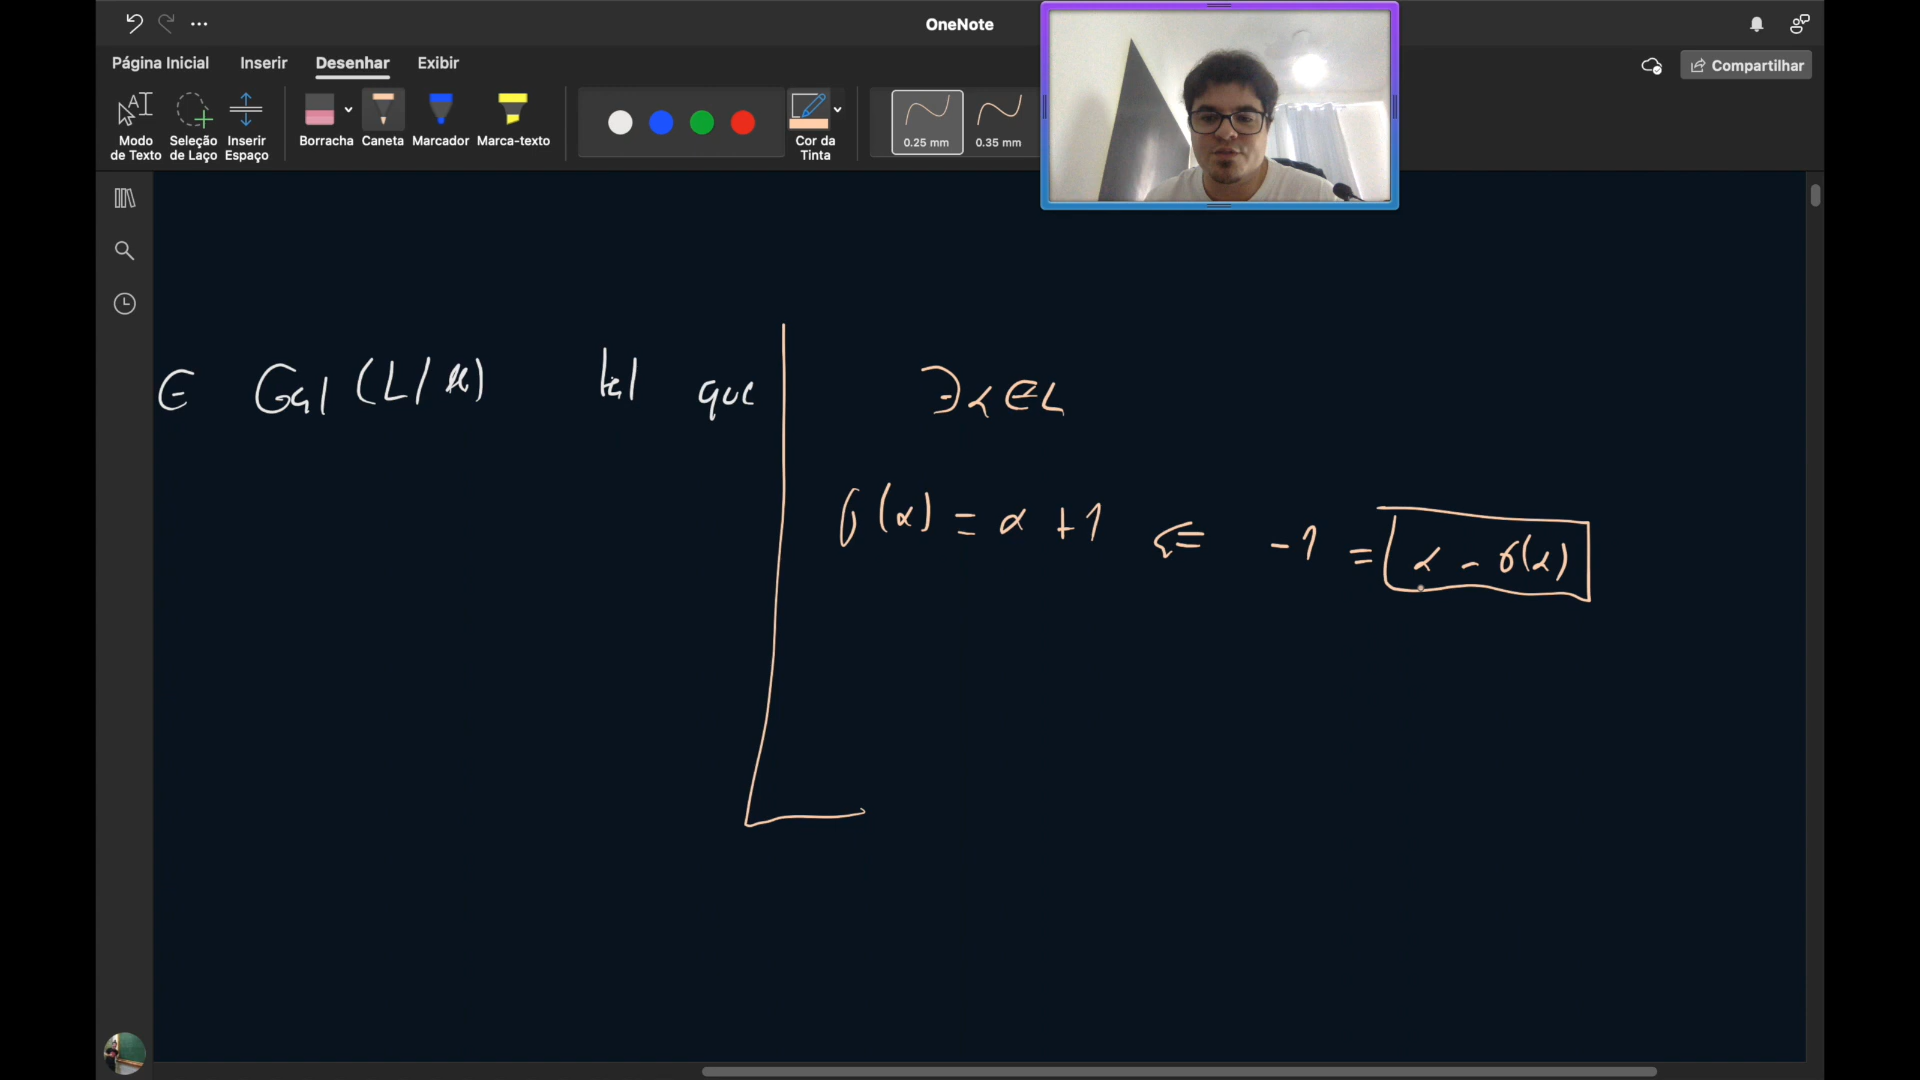 OneNote
Página Inicial Inserir Desenhar Exibir
Compartilhar
Modo de Texto
Seleção de Laço
Inserir Espaço
Borracha
Caneta
Marcador
Marca-texto
Cor da Tinta
0.25 mm
0.35 mm
∈ Gal (L/K) tal que
∃ α ∈ L
σ(α) = α + 1 ⇐ -1 = α - σ(α)